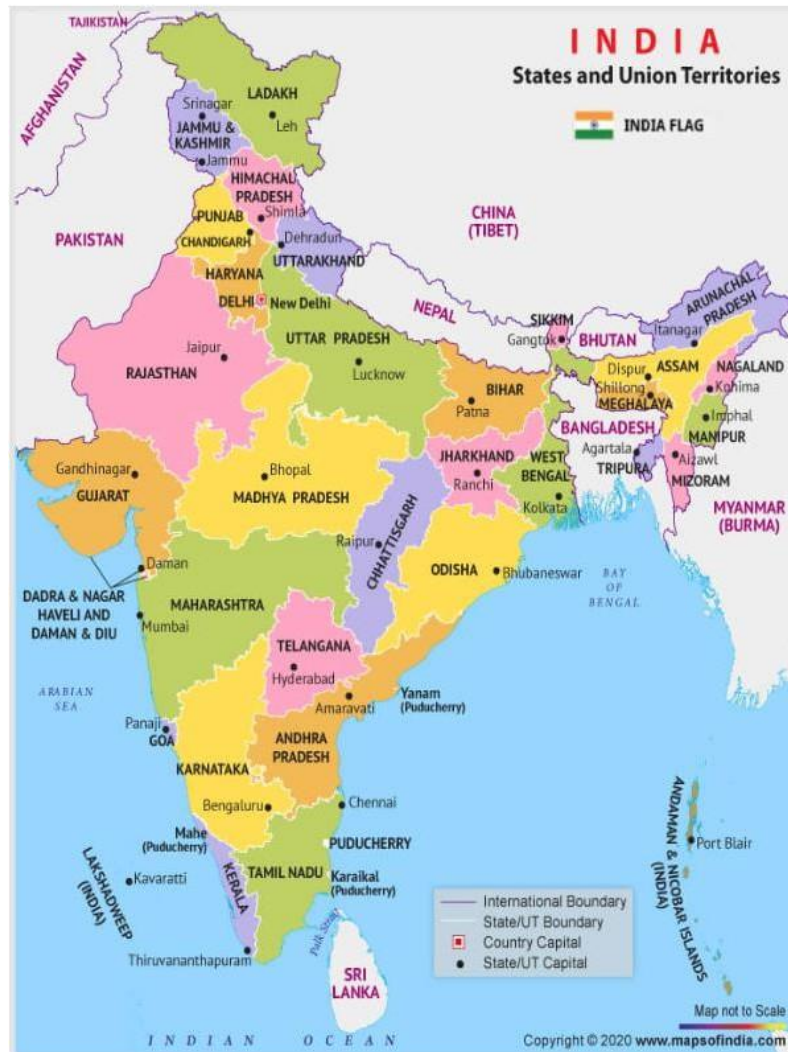 INDIA
States and Union Territories
INDIA FLAG
TAJIKISTAN
AFGHANISTAN
PAKISTAN
CHINA
(TIBET)
NEPAL
BHUTAN
BANGLADESH
MYANMAR
(BURMA)
SRI
LANKA
LADAKH
Leh
Srinagar
JAMMU &
KASHMIR
Jammu
HIMACHAL
PRADESH
Shimla
PUNJAB
CHANDIGARH
Dehradun
UTTARAKHAND
HARYANA
DELHI
New Delhi
UTTAR PRADESH
Lucknow
Jaipur
RAJASTHAN
BIHAR
Patna
SIKKIM
Gangtok
ARUNACHAL
PRADESH
Itanagar
ASSAM
Dispur
NAGALAND
Kohima
Shillong
MEGHALAYA
Imphal
MANIPUR
Agartala
TRIPURA
Aizawl
MIZORAM
JHARKHAND
Ranchi
WEST
BENGAL
Kolkata
Gandhinagar
GUJARAT
Bhopal
MADHYA PRADESH
CHHATTISGARH
Raipur
ODISHA
Bhubaneswar
BAY
OF
BENGAL
Daman
DADRA & NAGAR
HAVELI AND
DAMAN & DIU
MAHARASHTRA
Mumbai
TELANGANA
Hyderabad
ARABIAN
SEA
Amaravati
Yanam
(Puducherry)
Panaji
GOA
ANDHRA
PRADESH
KARNATAKA
Bengaluru
Chennai
Mahe
(Puducherry)
PUDUCHERRY
KERALA
TAMIL NADU
Karaikal
(Puducherry)
LAKSHADWEEP
(INDIA)
Kavaratti
Thiruvananthapuram
Palk Strait
ANDAMAN & NICOBAR ISLANDS
(INDIA)
Port Blair
International Boundary
State/UT Boundary
Country Capital
State/UT Capital
INDIAN OCEAN
Map not to Scale
Copyright © 2020 www.mapsofindia.com